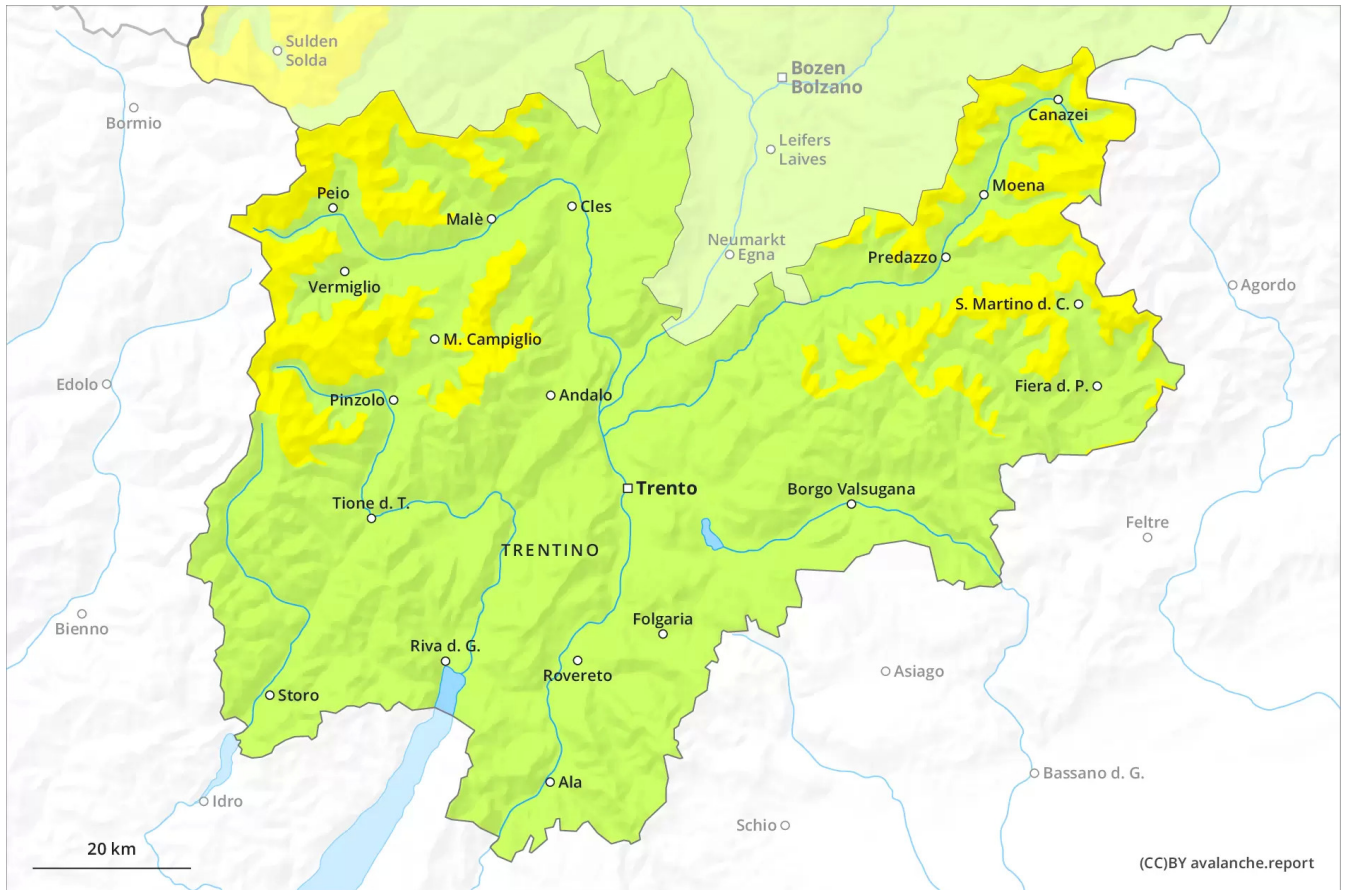 Sulden
Solda
Bozen
Bolzano
Bormio
Canazei
Leifers
Laives
Peio
Moena
Cles
Malè
Neumarkt
Egna
Predazzo
Vermiglio
Agordo
S. Martino d. C.
M. Campiglio
Edolo
Fiera d. P.
Andalo
Pinzolo
Trento
Borgo Valsugana
Tione d. T.
Feltre
TRENTINO
Folgaria
Bienno
Riva d. G.
Asiago
Rovereto
Storo
Bassano d. G.
Ala
Idro
Schio
20 km
(CC)BY avalanche.report